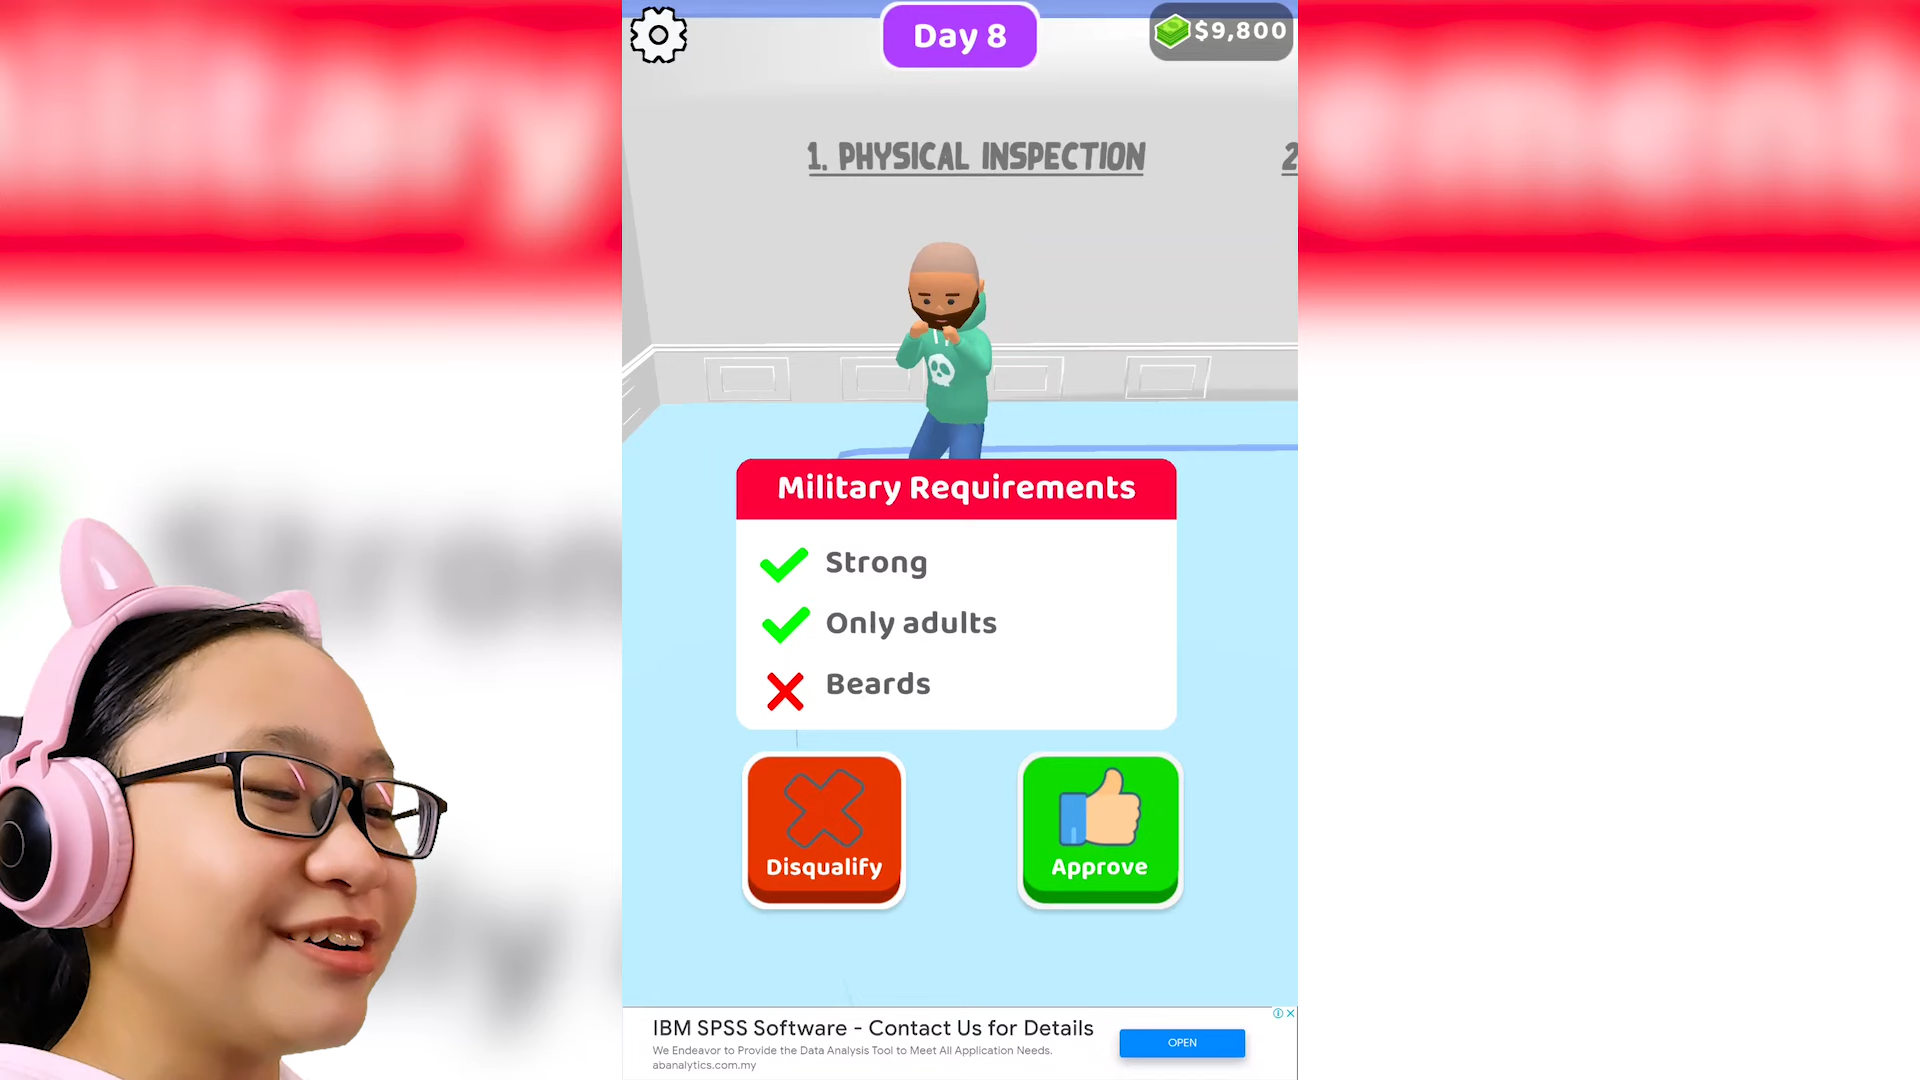 Day 8
$9,800
1. PHYSICAL INSPECTION
2
Military Requirements
Strong
Only adults
Beards
Disqualify
Approve
IBM SPSS Software - Contact Us for Details
We Endeavor to Provide the Data Analysis Tool to Meet All Application Needs.
abanalytics.com.my
OPEN